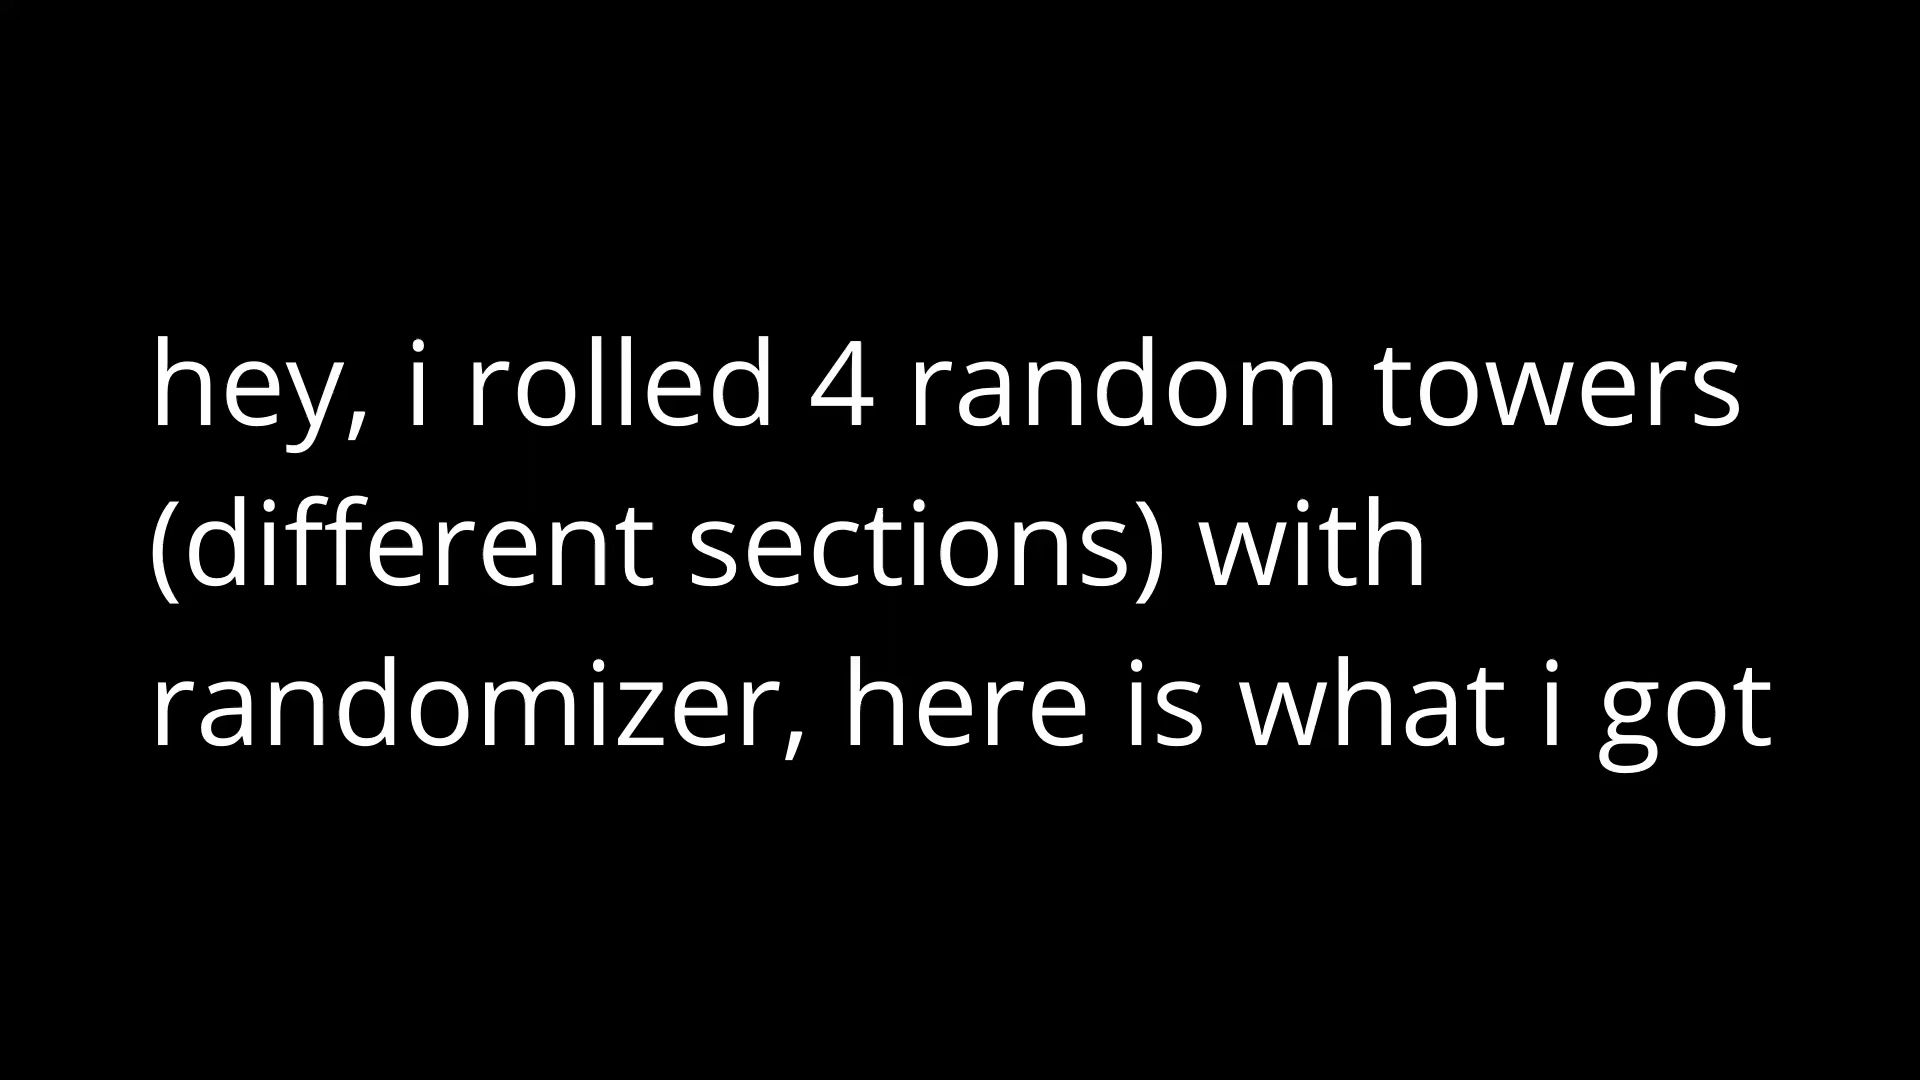 hey, i rolled 4 random towers
(different sections) with
randomizer, here is what i got